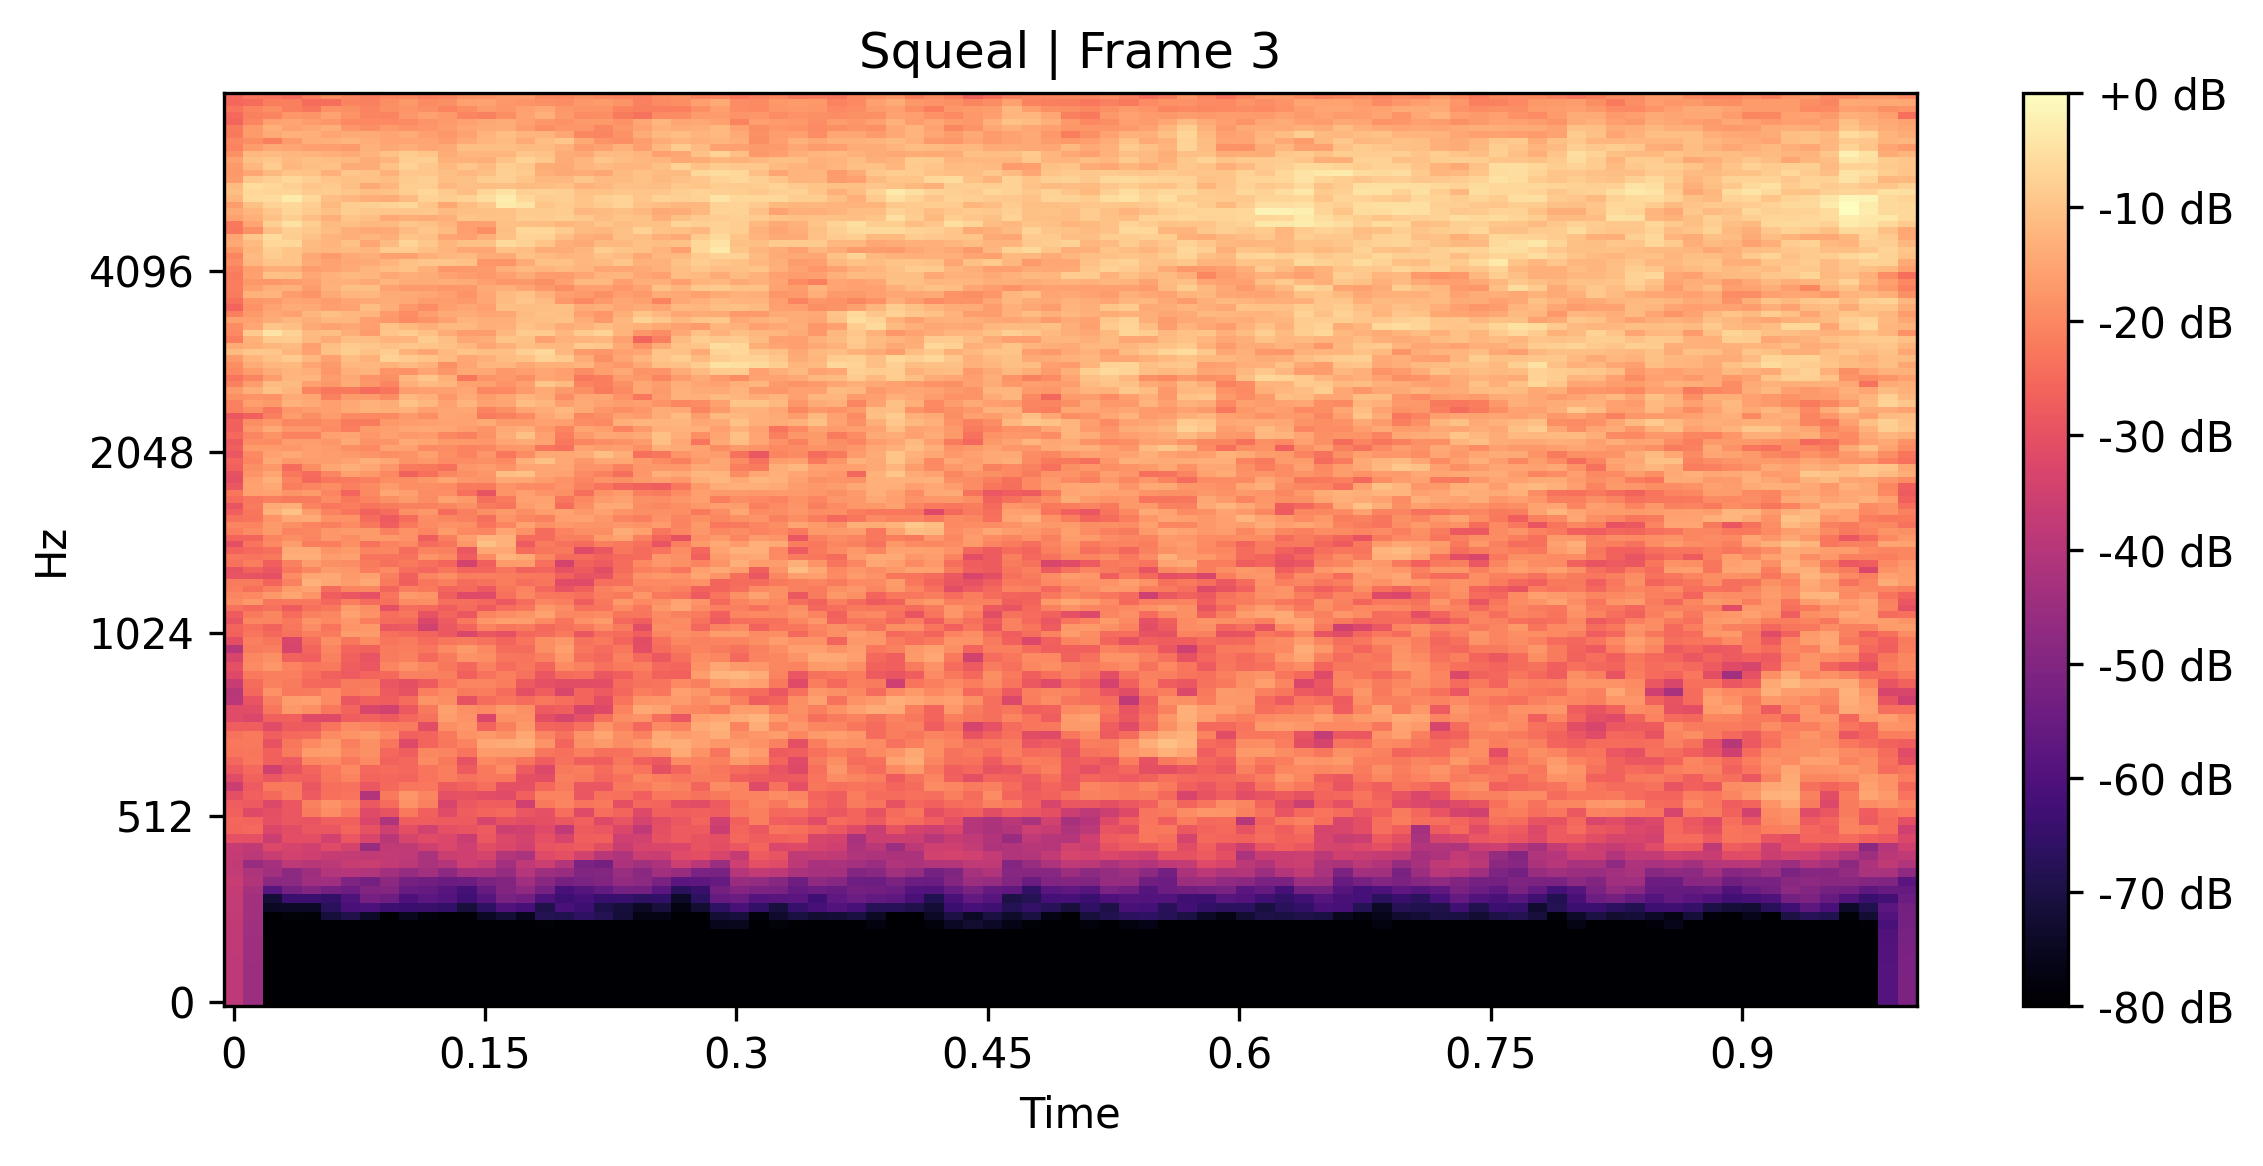 Squeal | Frame 3
Hz
4096
2048
1024
512
0
0
0.15
0.3
0.45
0.6
0.75
0.9
Time
+0 dB
-10 dB
-20 dB
-30 dB
-40 dB
-50 dB
-60 dB
-70 dB
-80 dB